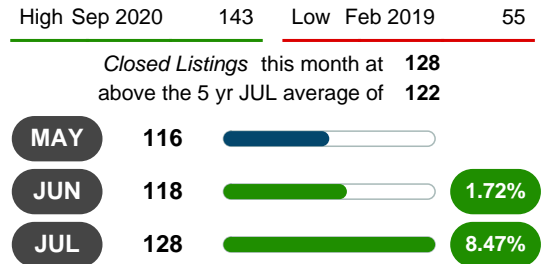 High Sep 2020 143 Low Feb 2019 55
Closed Listings this month at 128
above the 5 yr JUL average of 122
MAY 116
JUN 118 1.72%
JUL 128 8.47%